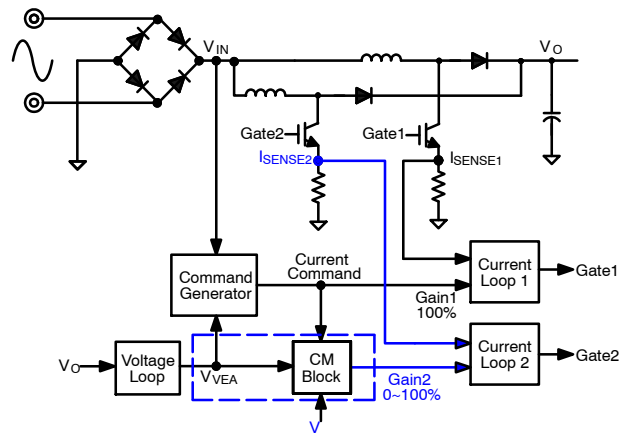 VIN
VO
Gate2
Gate1
ISENSE2
ISENSE1
Command
Generator
Current
Command
Gain1
100%
Current
Loop 1
Gate1
VO
Voltage
Loop
VVEA
CM
Block
Gain2
0~100%
Current
Loop 2
Gate2
V